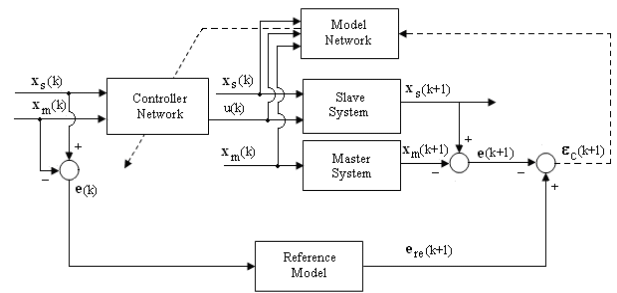 Model
Network
x_s(k)
x_m(k)
Controller
Network
x_s(k)
u(k)
x_m(k)
Slave
System
x_s(k+1)
Master
System
x_m(k+1)
+
−
e(k+1)
−
+
ε_C(k+1)
+
−
e(k)
Reference
Model
e_re(k+1)